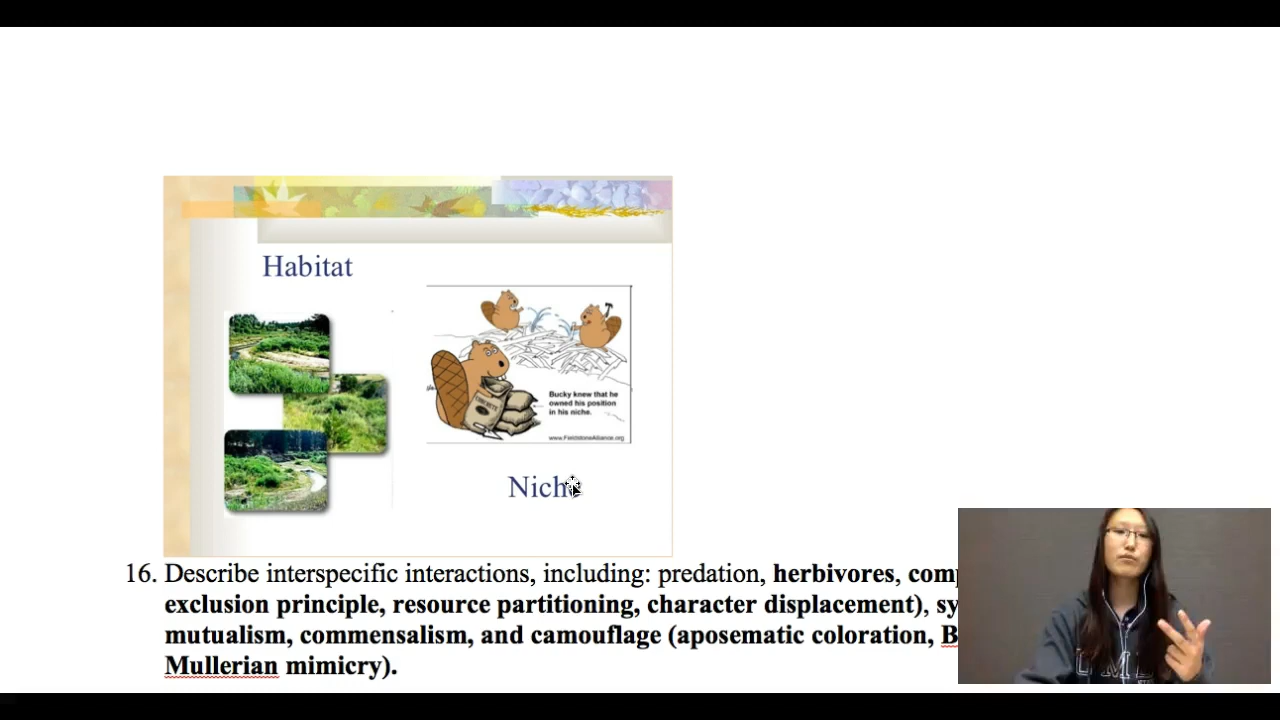 Habitat
Bucky knew that he
owned his position
in his niche.
www.FieldstoneAlliance.org
Niche
16. Describe interspecific interactions, including: predation, herbivores, comp
exclusion principle, resource partitioning, character displacement), sy
mutualism, commensalism, and camouflage (aposematic coloration, B
Mullerian mimicry).